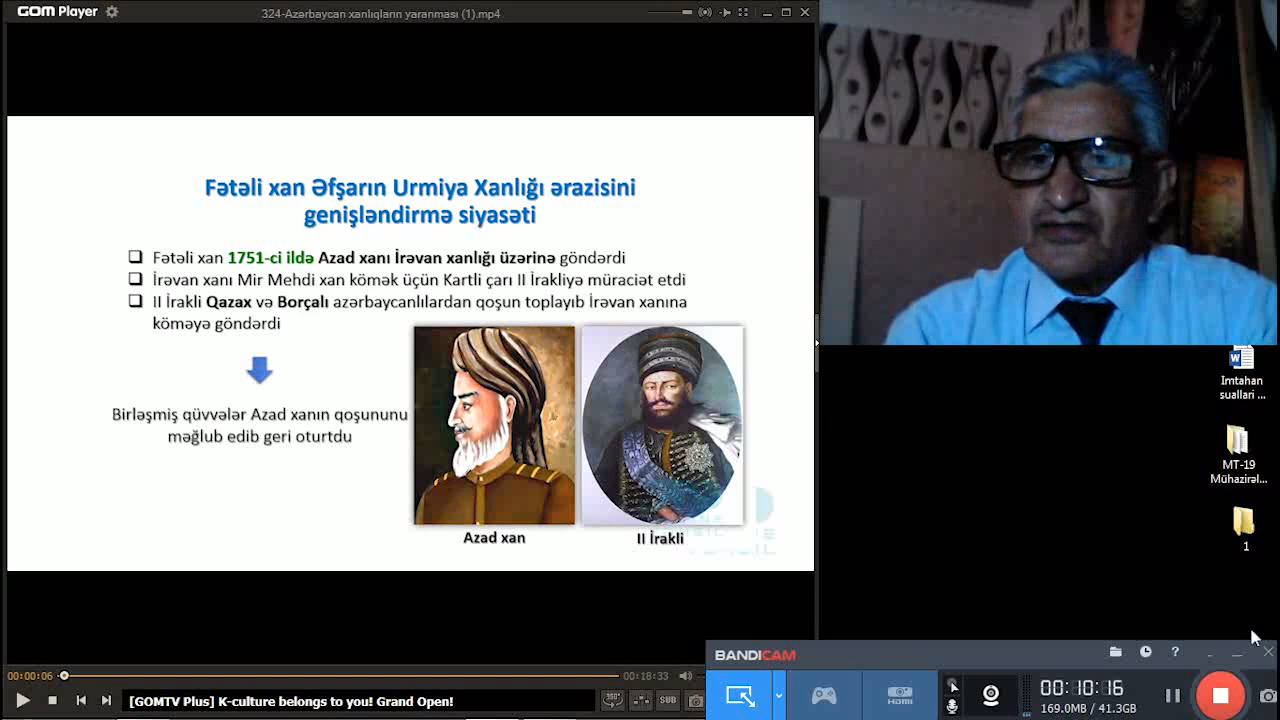 GOM Player
324-Azərbaycan xanlıqların yaranması (1).mp4
Fətəli xan Əfşarın Urmiya Xanlığı ərazisini
genişləndirmə siyasəti
Fətəli xan 1751-ci ildə Azad xanı İrəvan xanlığı üzərinə göndərdi
İrəvan xanı Mir Mehdi xan kömək üçün Kartli çarı II İrakliyə müraciət etdi
II İrakli Qazax və Borçalı azərbaycanlılardan qoşun toplayıb İrəvan xanına
köməyə göndərdi
Birləşmiş qüvvələr Azad xanın qoşununu
məğlub edib geri oturtdu
Azad xan
II İrakli
Imtahan
suallari ...
MT-19
Mühazirəl...
1
00:00:06
00:18:33
[GOMTV Plus] K-culture belongs to you! Grand Open!
360°
SUB
BANDICAM
HDMI
00:10:16
169.0MB / 41.3GB